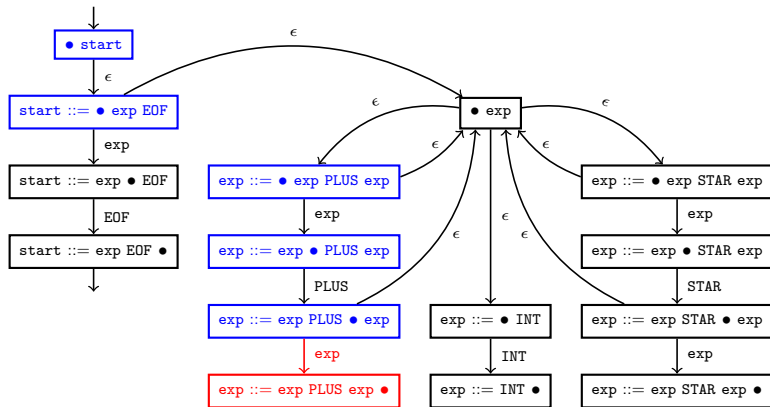 ● start
ϵ
ϵ
start ::= ● exp EOF
● exp
ϵ
ϵ
exp
ϵ
ϵ
start ::= exp ● EOF
exp ::= ● exp PLUS exp
exp ::= ● exp STAR exp
EOF
exp
ϵ
exp
start ::= exp EOF ●
exp ::= exp ● PLUS exp
ϵ
ϵ
exp ::= exp ● STAR exp
PLUS
STAR
exp ::= exp PLUS ● exp
exp ::= ● INT
exp ::= exp STAR ● exp
exp
INT
exp
exp ::= exp PLUS exp ●
exp ::= INT ●
exp ::= exp STAR exp ●